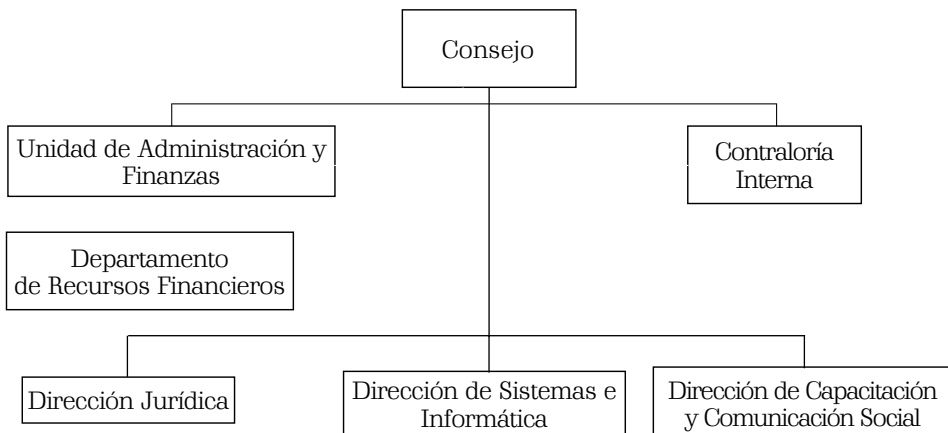 Consejo
Unidad de Administración y
Finanzas
Contraloría
Interna
Departamento
de Recursos Financieros
Dirección Jurídica
Dirección de Sistemas e
Informática
Dirección de Capacitación
y Comunicación Social